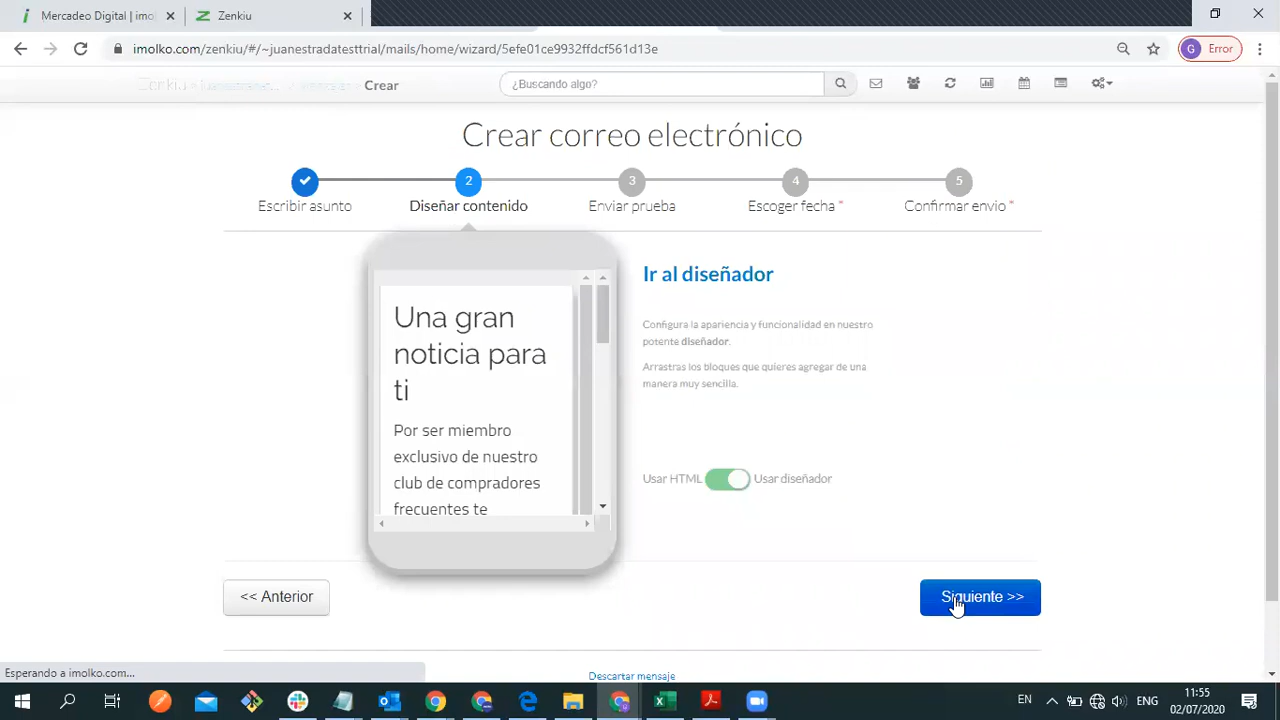 Mercadeo Digital | imol
Zenkiu
imolko.com/zenkiu/#/~juanestradatesttrial/mails/home/wizard/5efe01ce9932ffdcf561d13e
G
Error
Crear
¿Buscando algo?
Crear correo electrónico
2
3
4
5
Escribir asunto
Diseñar contenido
Enviar prueba
Escoger fecha *
Confirmar envio *
Una gran
noticia para
ti
Por ser miembro
exclusivo de nuestro
club de compradores
frecuentes te
Ir al diseñador
Configura la apariencia y funcionalidad en nuestro
potente diseñador.
Arrastras los bloques que quieres agregar de una
manera muy sencilla.
Usar HTML
Usar diseñador
<< Anterior
Siguiente >>
Esperando a imolko.com...
Descartar mensaje
EN
ENG
11:55
02/07/2020